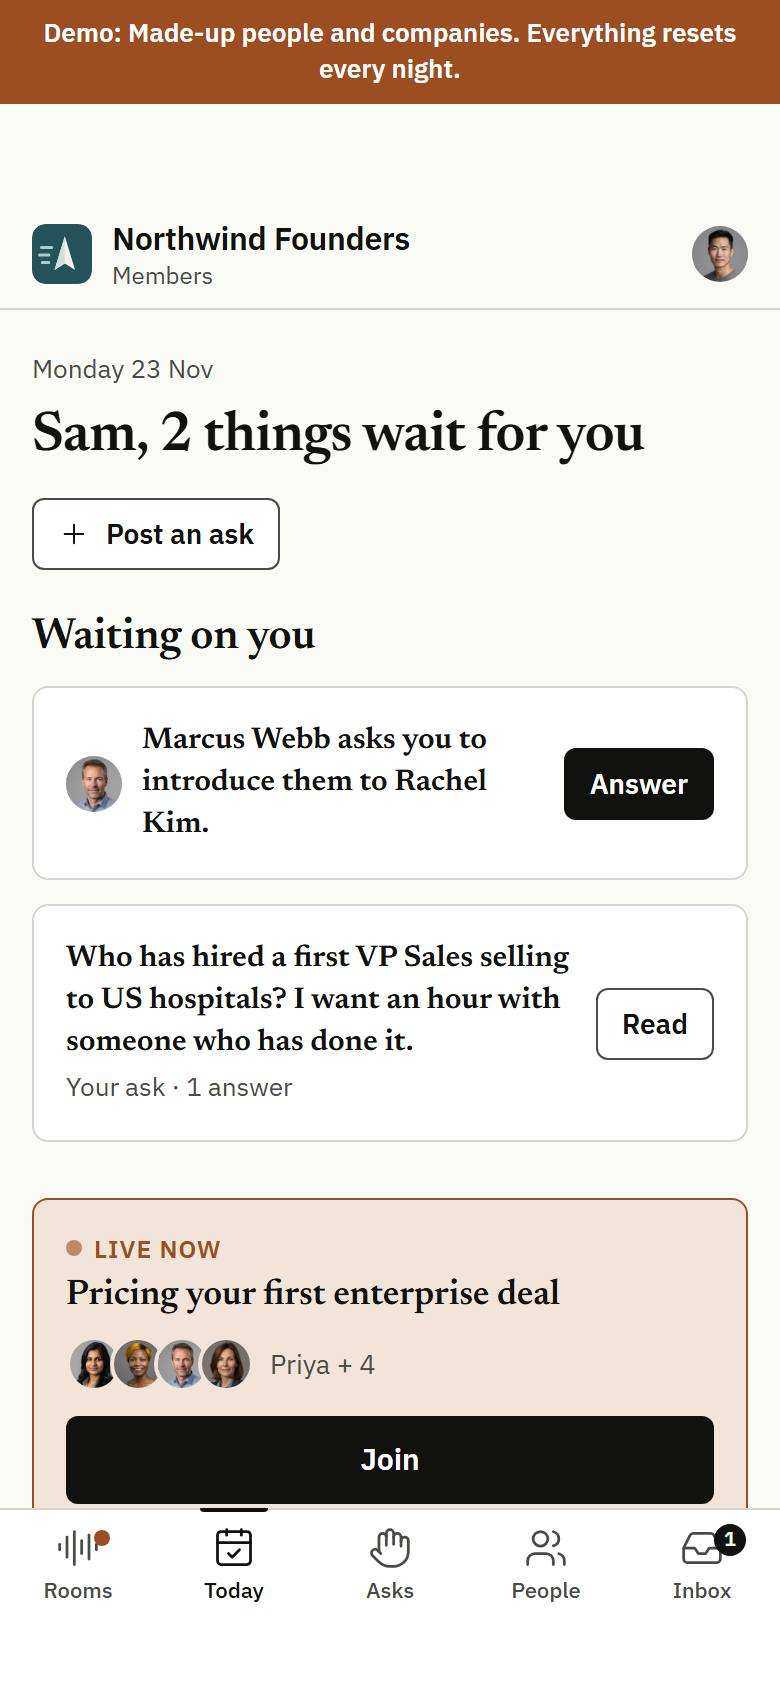 Demo: Made-up people and companies. Everything resets
every night.
Northwind Founders
Members
Monday 23 Nov
Sam, 2 things wait for you
Post an ask
Waiting on you
Marcus Webb asks you to
introduce them to Rachel
Kim.
Answer
Who has hired a first VP Sales selling
to US hospitals? I want an hour with
someone who has done it.
Your ask · 1 answer
Read
LIVE NOW
Pricing your first enterprise deal
Priya + 4
Join
Rooms
Today
Asks
People
1
Inbox